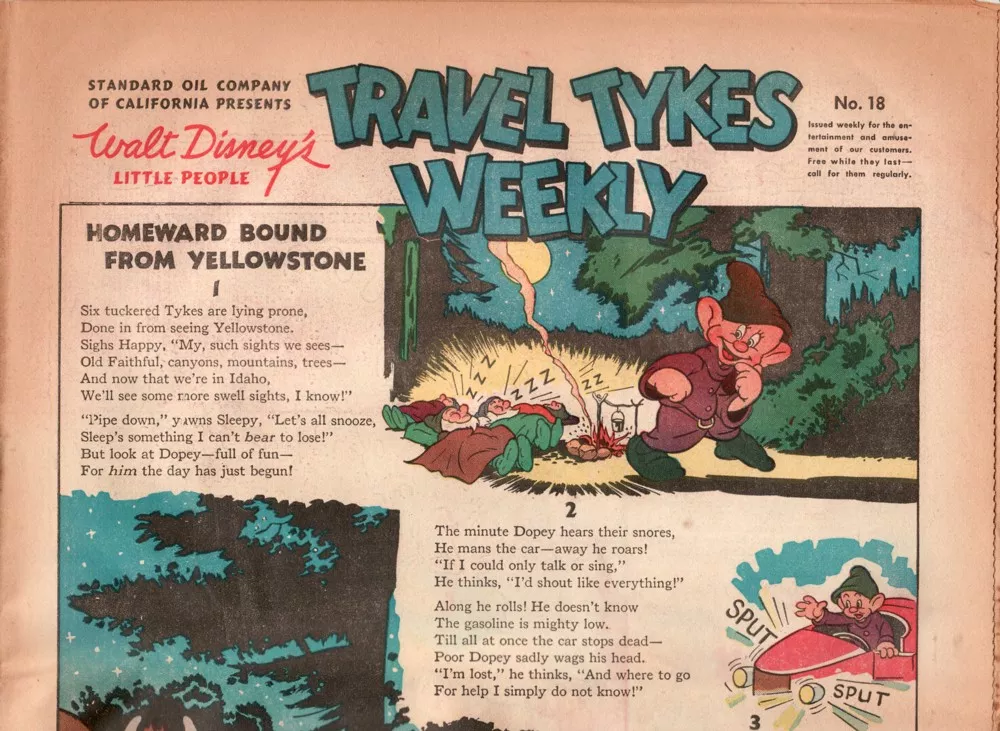 STANDARD OIL COMPANY
OF CALIFORNIA PRESENTS
Walt Disney's
LITTLE PEOPLE
TRAVEL TYKES
WEEKLY
No. 18
Issued weekly for the en-
tertainment and amuse-
ment of our customers.
Free while they last—
call for them regularly.
HOMEWARD BOUND
FROM YELLOWSTONE
1
Six tuckered Tykes are lying prone,
Done in from seeing Yellowstone.
Sighs Happy, "My, such sights we sees—
Old Faithful, canyons, mountains, trees—
And now that we're in Idaho,
We'll see some more swell sights, I know!"
"Pipe down," yawns Sleepy, "Let's all snooze,
Sleep's something I can't bear to lose!"
But look at Dopey—full of fun—
For him the day has just begun!
ZZZ
ZZZ
ZZ
2
The minute Dopey hears their snores,
He mans the car—away he roars!
"If I could only talk or sing,"
He thinks, "I'd shout like everything!"
Along he rolls! He doesn't know
The gasoline is mighty low.
Till all at once the car stops dead—
Poor Dopey sadly wags his head.
"I'm lost," he thinks, "And where to go
For help I simply do not know!"
SPUT
SPUT
3